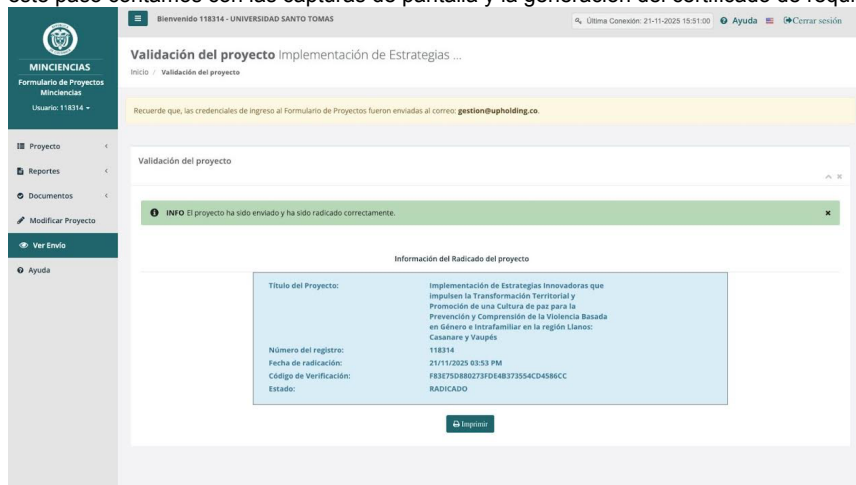 este paso contamos con las capturas de pantalla y la generación del certificado de requi
Bienvenido 118314 - UNIVERSIDAD SANTO TOMAS
Última Conexión: 21-11-2025 15:51:00
Ayuda
Cerrar sesión
MINCIENCIAS
Formulario de Proyectos
Minciencias
Usuario: 118314
Proyecto
Reportes
Documentos
Modificar Proyecto
Ver Envío
Ayuda
Validación del proyecto Implementación de Estrategias ...
Inicio / Validación del proyecto
Recuerde que, las credenciales de ingreso al Formulario de Proyectos fueron enviadas al correo: gestion@upholding.co.
Validación del proyecto
INFO El proyecto ha sido enviado y ha sido radicado correctamente.
Información del Radicado del proyecto
Título del Proyecto: Implementación de Estrategias Innovadoras que
impulsen la Transformación Territorial y
Promoción de una Cultura de paz para la
Prevención y Comprensión de la Violencia Basada
en Género e Intrafamiliar en la región Llanos:
Casanare y Vaupés
Número del registro: 118314
Fecha de radicación: 21/11/2025 03:53 PM
Código de Verificación: F83E75D880273FDE4B373554CD4586CC
Estado: RADICADO
Imprimir